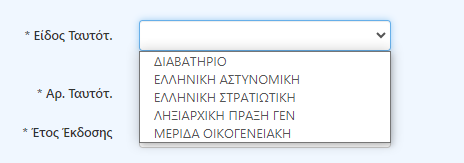 * Είδος Ταυτότ.
ΔΙΑΒΑΤΗΡΙΟ
ΕΛΛΗΝΙΚΗ ΑΣΤΥΝΟΜΙΚΗ
* Αρ. Ταυτότ.
ΕΛΛΗΝΙΚΗ ΣΤΡΑΤΙΩΤΙΚΗ
ΛΗΞΙΑΡΧΙΚΗ ΠΡΑΞΗ ΓΕΝ
* Έτος Έκδοσης
ΜΕΡΙΔΑ ΟΙΚΟΓΕΝΕΙΑΚΗ